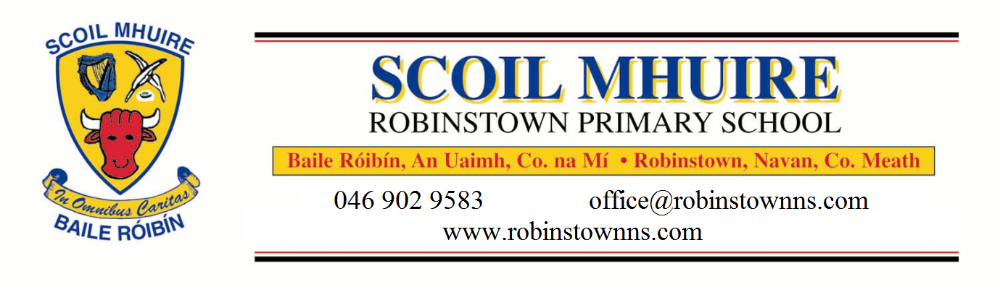 SCOIL MHUIRE
In Omnibus Caritas
BAILE RÓIBÍN
SCOIL MHUIRE
ROBINSTOWN PRIMARY SCHOOL
Baile Róibín, An Uaimh, Co. na Mí • Robinstown, Navan, Co. Meath
046 902 9583 office@robinstownns.com
www.robinstownns.com